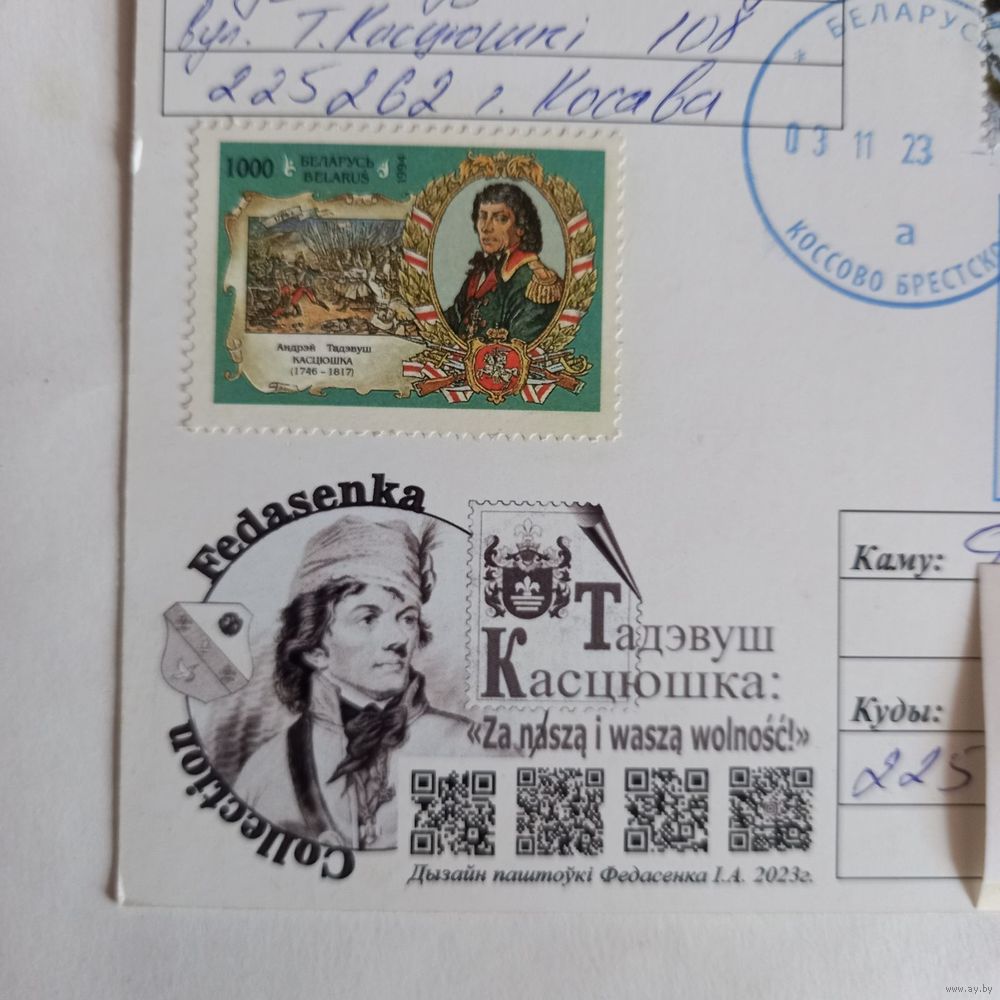 вул. Т. Касцюшкі 108
225262 г. Косава
БЕЛАРУСЬ
03 11 23
а
КОССОВО БРЕСТСКО
1000 БЕЛАРУСЬ
BELARUS
1994
Андрэй Тадэвуш
КАСЦЮШКА
(1746 - 1817)
Fedasenka
Collection
Тадэвуш
Касцюшка:
«Za naszą i waszą wolność!»
Дызайн паштоўкі Федасенка І.А. 2023г.
Каму:
Куды:
225
www.ay.by